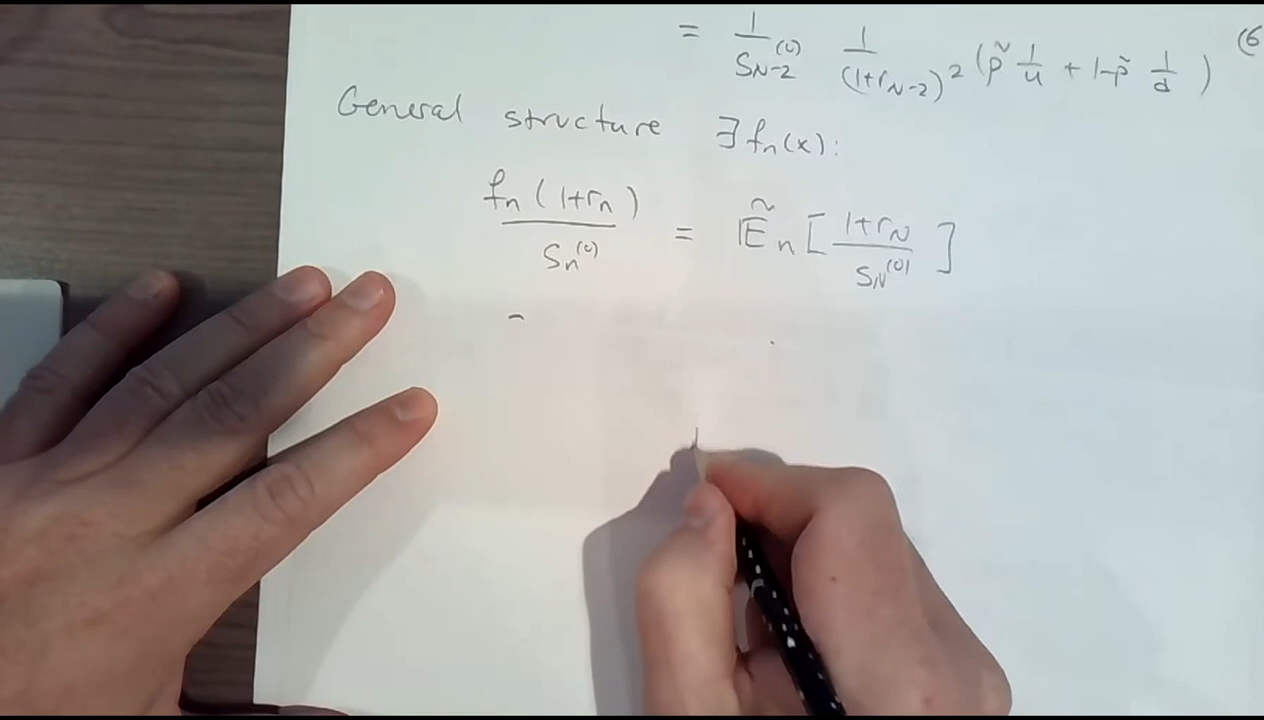 = 1/S_{N-2}^{(0)} 1/(1+r_{N-2})^2 (p̃ 1/u + 1-p̃ 1/d) (6
General structure ∃ f_n(x):
f_n(1+r_n)/S_n^{(0)} = Ẽ_n[1+r_N/S_N^{(0)}]